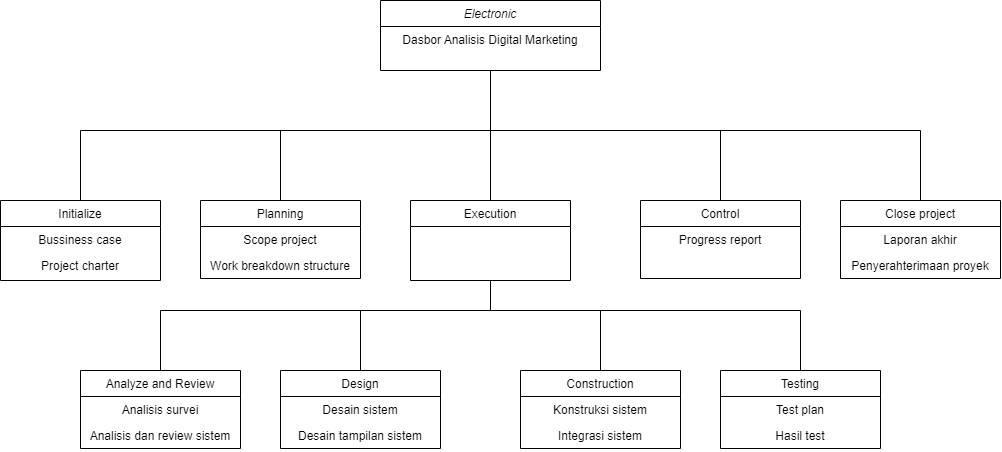 Electronic
Dasbor Analisis Digital Marketing
Initialize
Bussiness case
Project charter
Planning
Scope project
Work breakdown structure
Execution
Control
Progress report
Close project
Laporan akhir
Penyerahterimaan proyek
Analyze and Review
Analisis survei
Analisis dan review sistem
Design
Desain sistem
Desain tampilan sistem
Construction
Konstruksi sistem
Integrasi sistem
Testing
Test plan
Hasil test